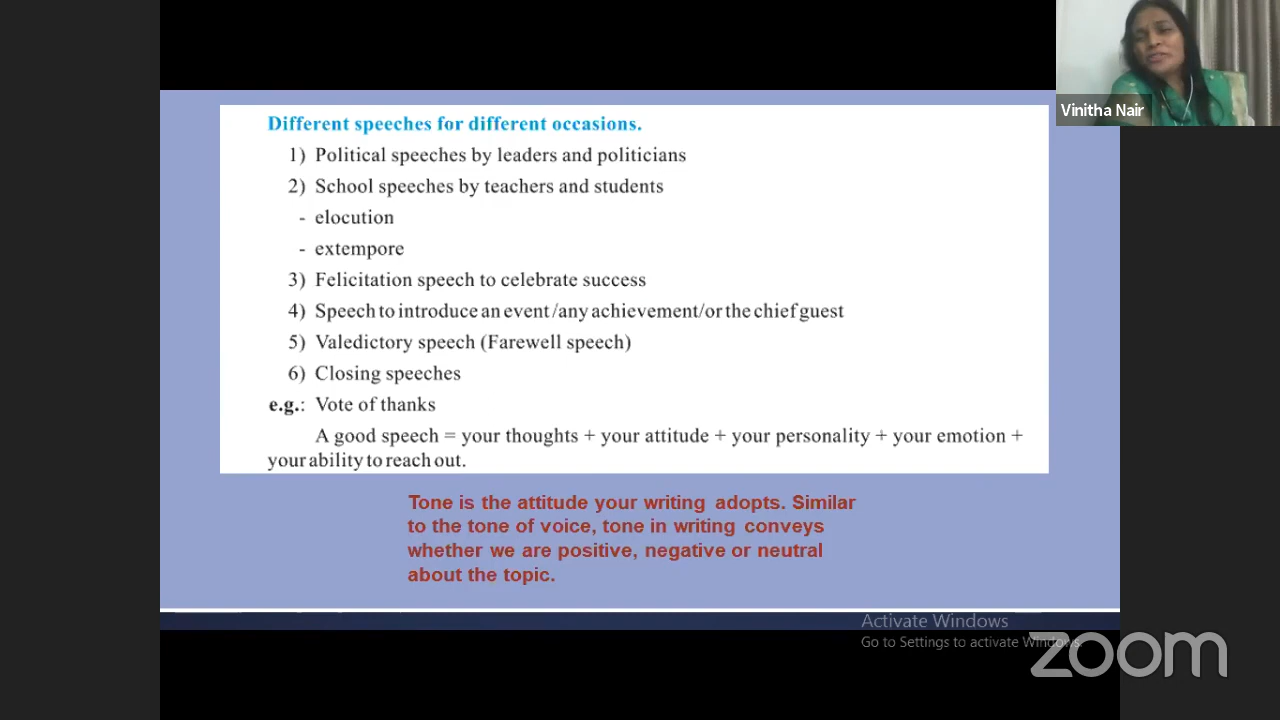 Vinitha Nair
Different speeches for different occasions.
1) Political speeches by leaders and politicians
2) School speeches by teachers and students
- elocution
- extempore
3) Felicitation speech to celebrate success
4) Speech to introduce an event /any achievement/or the chief guest
5) Valedictory speech (Farewell speech)
6) Closing speeches
e.g.: Vote of thanks
A good speech = your thoughts + your attitude + your personality + your emotion +
your ability to reach out.
Tone is the attitude your writing adopts. Similar
to the tone of voice, tone in writing conveys
whether we are positive, negative or neutral
about the topic.
Activate Windows
Go to Settings to activate Windows.
zoom